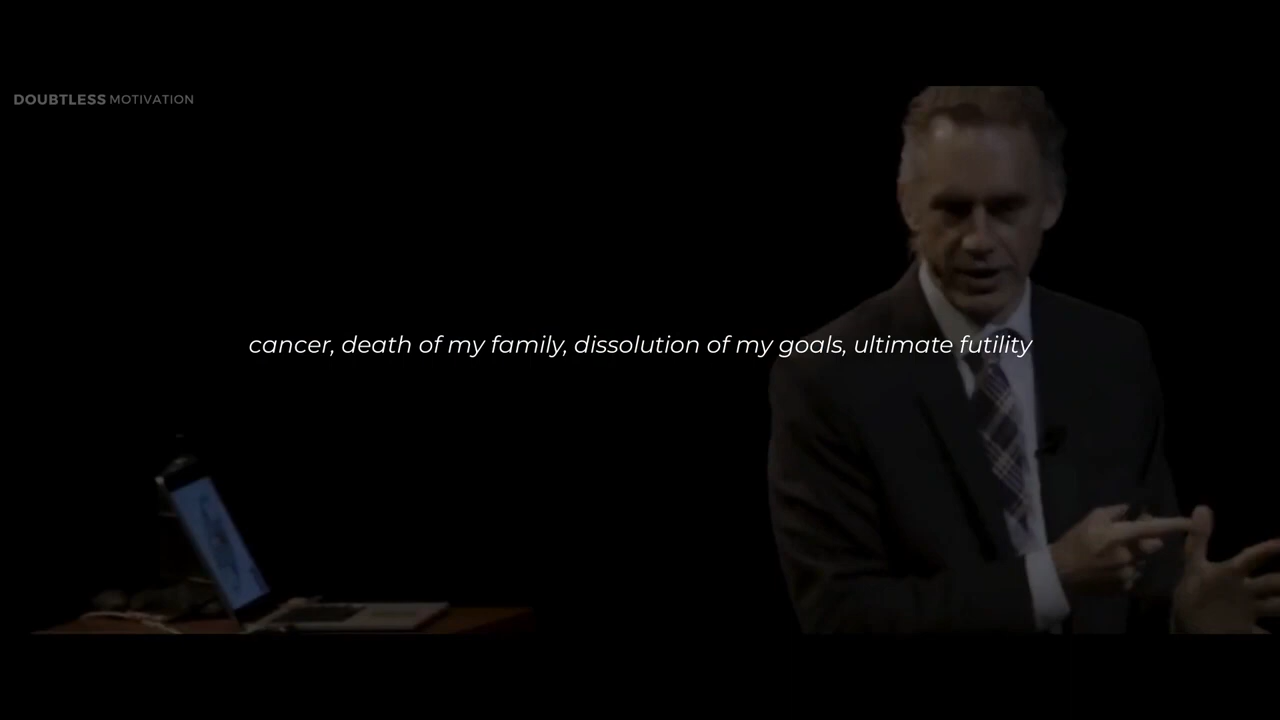 DOUBTLESS MOTIVATION
cancer, death of my family, dissolution of my goals, ultimate futility